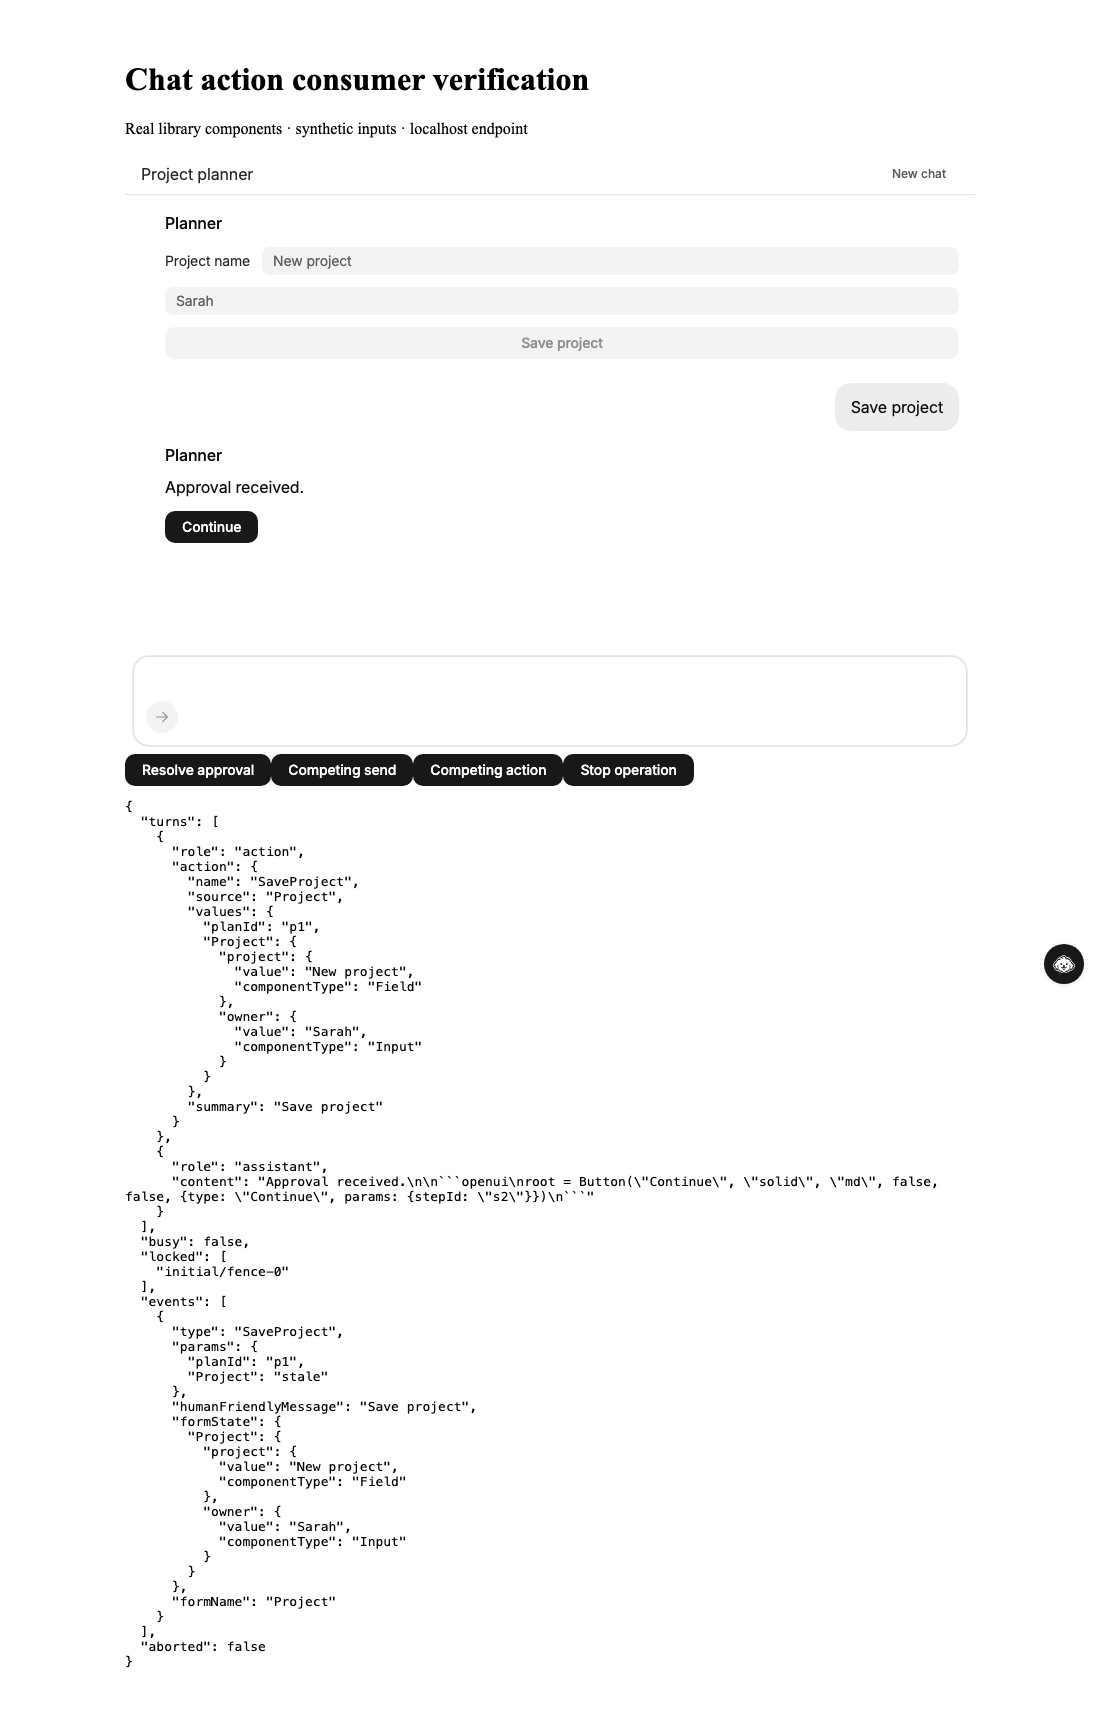 Chat action consumer verification
Real library components · synthetic inputs · localhost endpoint
Project planner
New chat
Planner
Project name
New project
Sarah
Save project
Save project
Planner
Approval received.
Continue
Resolve approval
Competing send
Competing action
Stop operation
{
  "turns": [
    {
      "role": "action",
      "action": {
        "name": "SaveProject",
        "source": "Project",
        "values": {
          "planId": "p1",
          "Project": {
            "project": {
              "value": "New project",
              "componentType": "Field"
            },
            "owner": {
              "value": "Sarah",
              "componentType": "Input"
            }
          }
        },
        "summary": "Save project"
      }
    },
    {
      "role": "assistant",
      "content": "Approval received.\n\n```openui\nroot = Button(\"Continue\", \"solid\", \"md\", false,
false, {type: \"Continue\", params: {stepId: \"s2\"}})\n```"
    }
  ],
  "busy": false,
  "locked": [
    "initial/fence-0"
  ],
  "events": [
    {
      "type": "SaveProject",
      "params": {
        "planId": "p1",
        "Project": "stale"
      },
      "humanFriendlyMessage": "Save project",
      "formState": {
        "Project": {
          "project": {
            "value": "New project",
            "componentType": "Field"
          },
          "owner": {
            "value": "Sarah",
            "componentType": "Input"
          }
        }
      },
      "formName": "Project"
    }
  ],
  "aborted": false
}